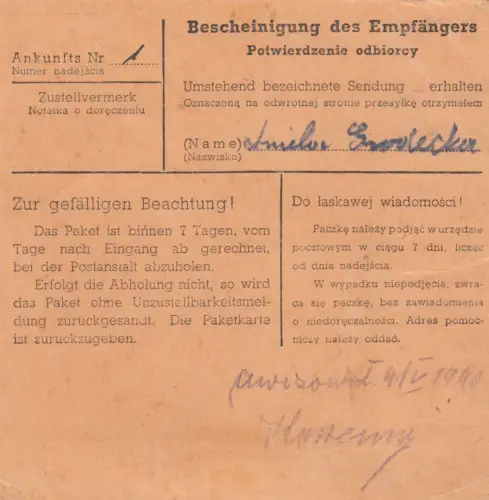 Bescheinigung des Empfängers
Potwierdzenie odbiorcy
Ankunfts Nr 1
Numer nadejścia
Zustellvermerk
Notatka o doręczeniu
Umstehend bezeichnete Sendung ... erhalten
Oznaczoną na odwrotnej stronie przesyłkę otrzymałem
(Name)
(Nazwisko)
Zur gefälligen Beachtung!
Das Paket ist binnen 7 Tagen, vom
Tage nach Eingang ab gerechnet,
bei der Postanstalt abzuholen.
Erfolgt die Abholung nicht, so wird
das Paket ohne Unzustellbarkeitsmel-
dung zurückgesandt. Die Paketkarte
ist zurückzugeben.
Do łaskawej wiadomości!
Paczkę należy podjąć w urzędzie
pocztowym w ciągu 7 dni, licząc
od dnia nadejścia.
W wypadku niepodjęcia, zwra-
ca się paczkę, bez zawiadomienia
o niedoręczalności. Adres pomoc-
niczy należy oddać.
1940